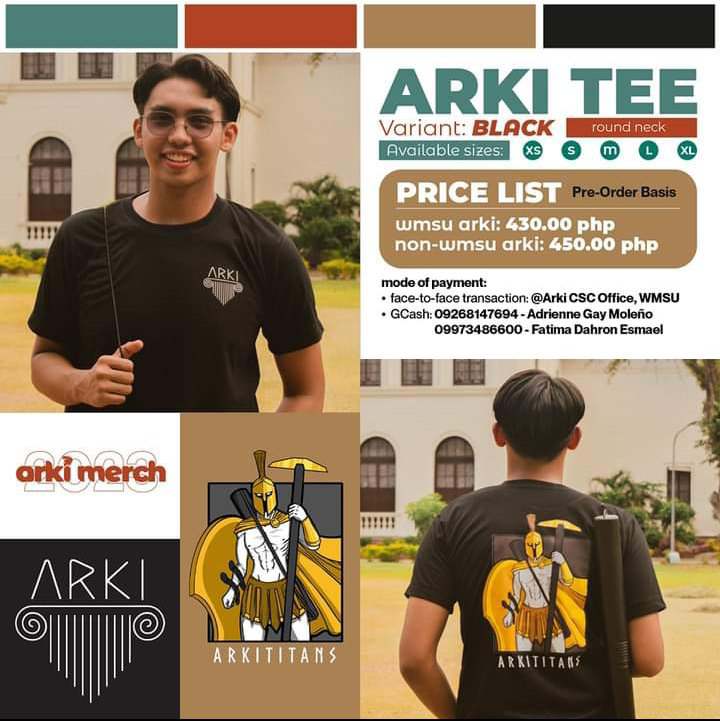 ARKI TEE
Variant: BLACK round neck
Available sizes: XS S M L XL
PRICE LIST Pre-Order Basis
wmsu arki: 430.00 php
non-wmsu arki: 450.00 php
mode of payment:
• face-to-face transaction: @Arki CSC Office, WMSU
• GCash: 09268147694 - Adrienne Gay Moleño
09973486600 - Fatima Dahron Esmael
ARKI
2023
arki merch
ARKI
ARKITITANS
ARKITITANS